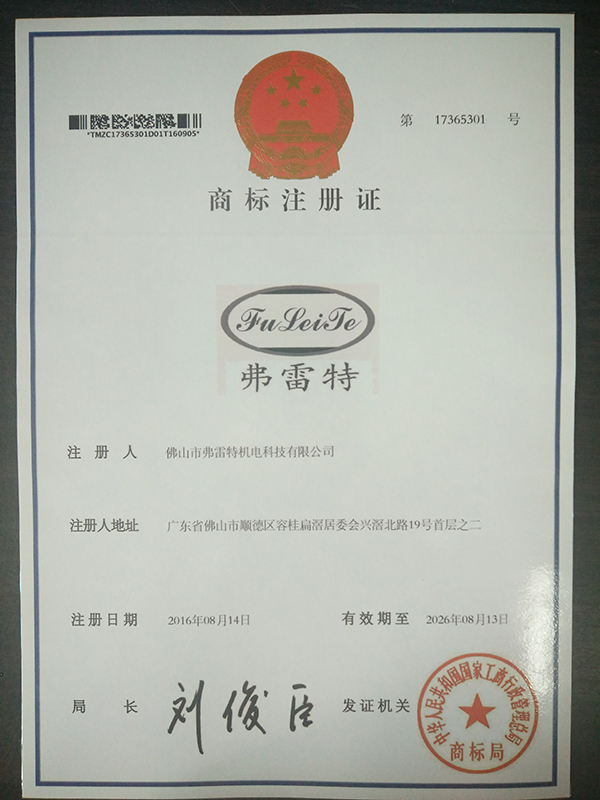 第 17365301 号
*TMZC17365301D01T160905*
商标注册证
FuLeiTe
弗雷特
注册人 佛山市弗雷特机电科技有限公司
注册人地址 广东省佛山市顺德区容桂扁滘居委会兴滘北路19号首层之二
注册日期 2016年08月14日 有效期至 2026年08月13日
局长 刘俊臣 发证机关
中华人民共和国国家工商行政管理总局
商标局